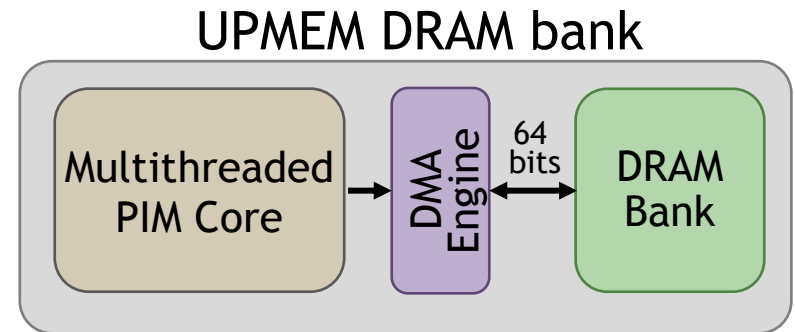 UPMEM DRAM bank
Multithreaded
PIM Core
DMA
Engine
64
bits
DRAM
Bank